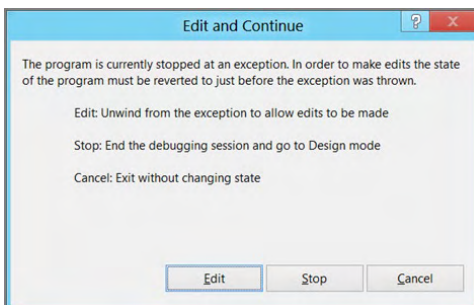 Edit and Continue
? X
The program is currently stopped at an exception. In order to make edits the state
of the program must be reverted to just before the exception was thrown.
Edit: Unwind from the exception to allow edits to be made
Stop: End the debugging session and go to Design mode
Cancel: Exit without changing state
Edit Stop Cancel